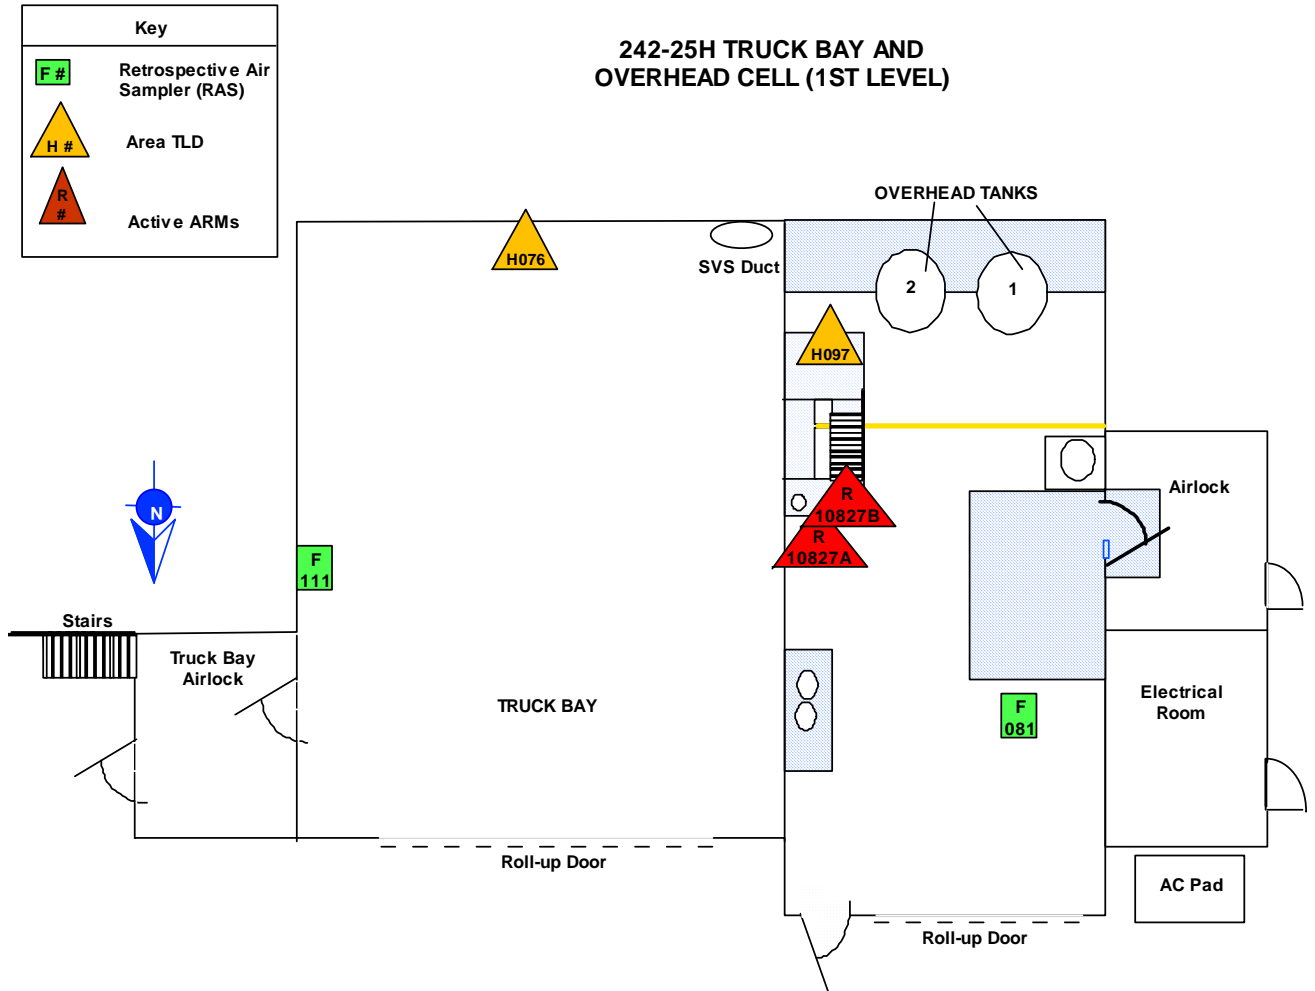 Key
F #
Retrospective Air
Sampler (RAS)
H #
Area TLD
R
#
Active ARMs
242-25H TRUCK BAY AND
OVERHEAD CELL (1ST LEVEL)
OVERHEAD TANKS
H076
SVS Duct
2
1
H097
R
10827B
R
10827A
Airlock
N
F
111
Stairs
Truck Bay
Airlock
TRUCK BAY
F
081
Electrical
Room
Roll-up Door
AC Pad
Roll-up Door